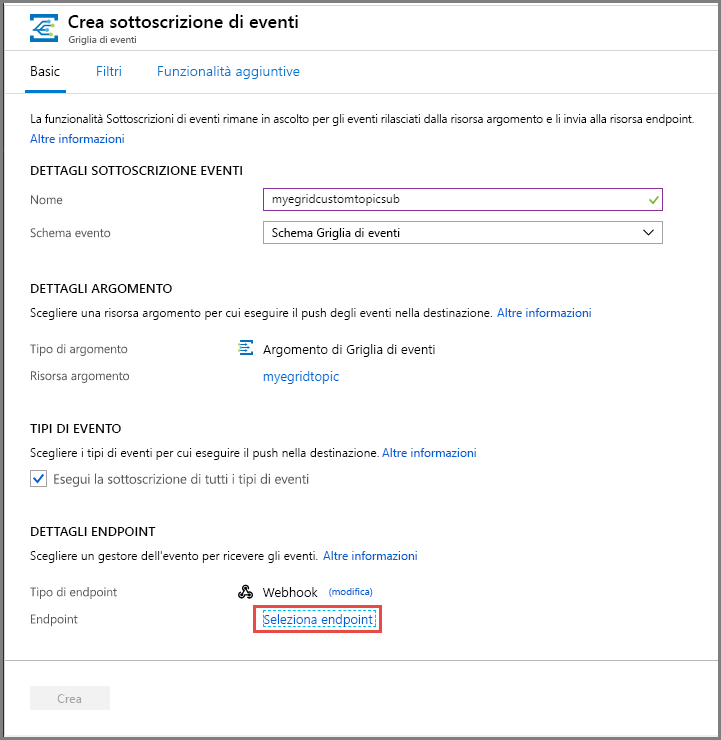 Crea sottoscrizione di eventi
Griglia di eventi
Basic Filtri Funzionalità aggiuntive
La funzionalità Sottoscrizioni di eventi rimane in ascolto per gli eventi rilasciati dalla risorsa argomento e li invia alla risorsa endpoint.
Altre informazioni
DETTAGLI SOTTOSCRIZIONE EVENTI
Nome myegridcustomtopicsub
Schema evento Schema Griglia di eventi
DETTAGLI ARGOMENTO
Scegliere una risorsa argomento per cui eseguire il push degli eventi nella destinazione. Altre informazioni
Tipo di argomento Argomento di Griglia di eventi
Risorsa argomento myegridtopic
TIPI DI EVENTO
Scegliere i tipi di eventi per cui eseguire il push nella destinazione. Altre informazioni
Esegui la sottoscrizione di tutti i tipi di eventi
DETTAGLI ENDPOINT
Scegliere un gestore dell'evento per ricevere gli eventi. Altre informazioni
Tipo di endpoint Webhook (modifica)
Endpoint Seleziona endpoint
Crea